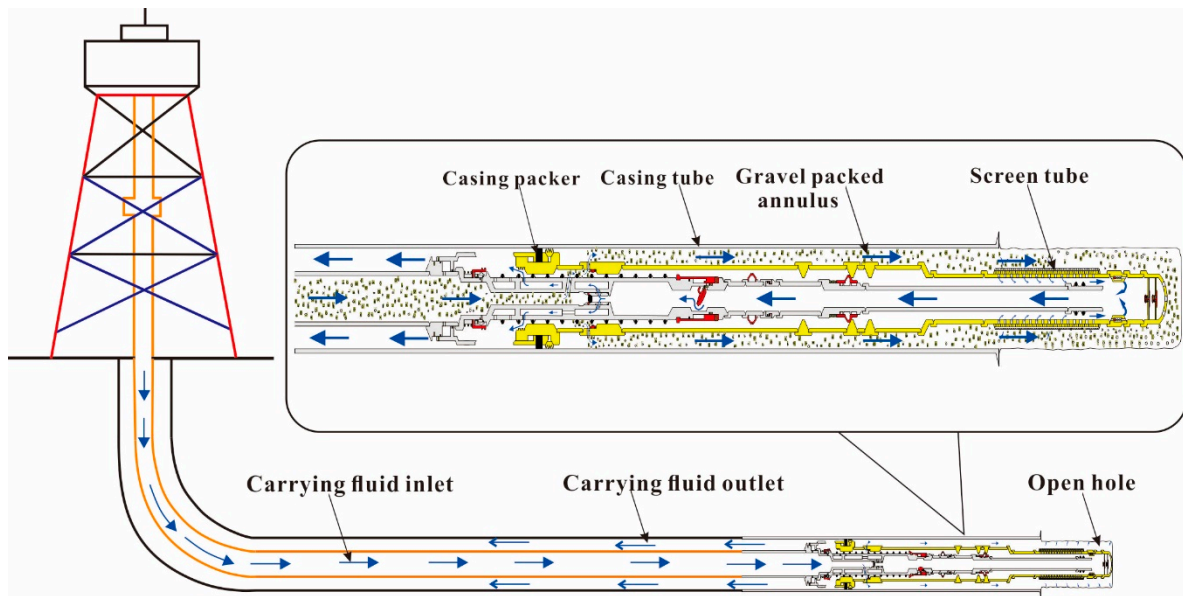 Casing packer
Casing tube
Gravel packed
annulus
Screen tube
Carrying fluid inlet
Carrying fluid outlet
Open hole